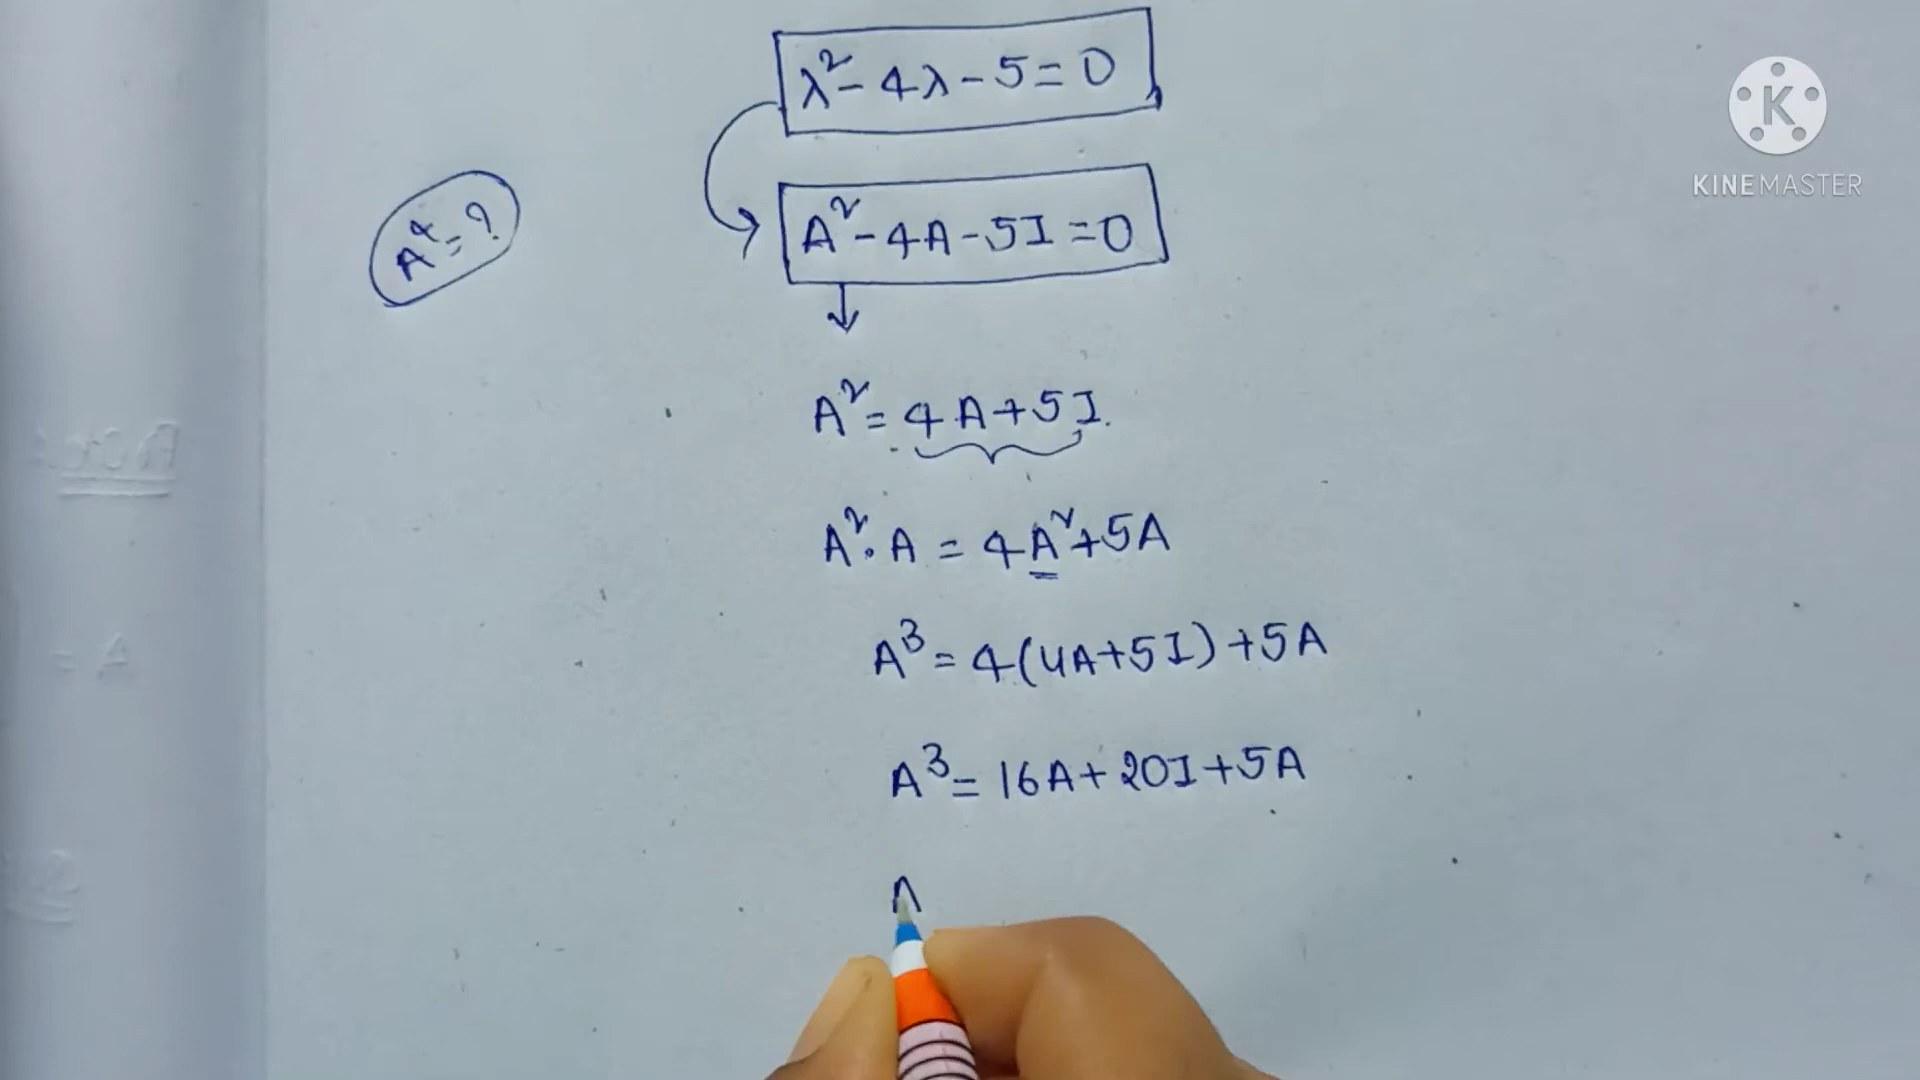 λ² - 4λ - 5 = 0
A⁴ = ?
A² - 4A - 5I = 0
A² = 4A + 5I.
A² . A = 4A² + 5A
A³ = 4(4A + 5I) + 5A
A³ = 16A + 20I + 5A
A
K
KINEMASTER